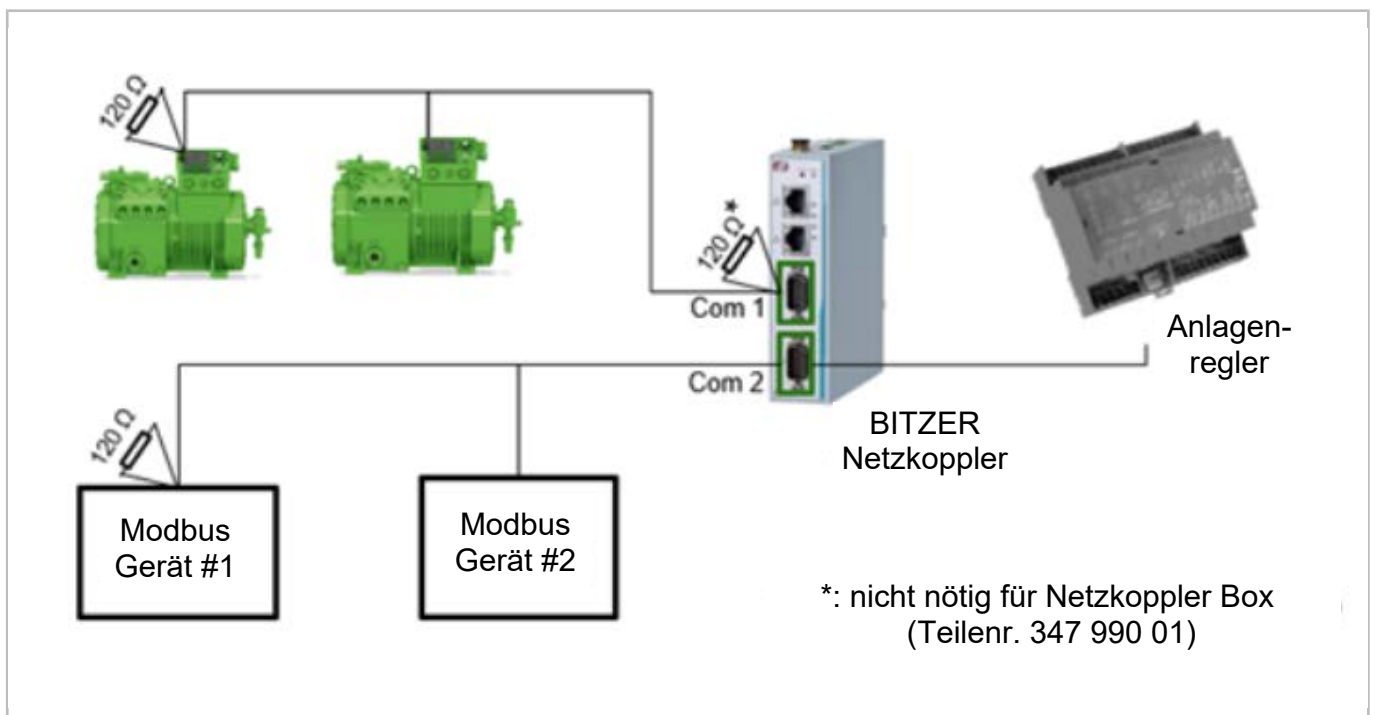 120 Ω
120 Ω*
Com 1
Anlagen-
regler
Com 2
BITZER
Netzkoppler
120 Ω
Modbus
Gerät #1
Modbus
Gerät #2
*: nicht nötig für Netzkoppler Box
(Teilenr. 347 990 01)